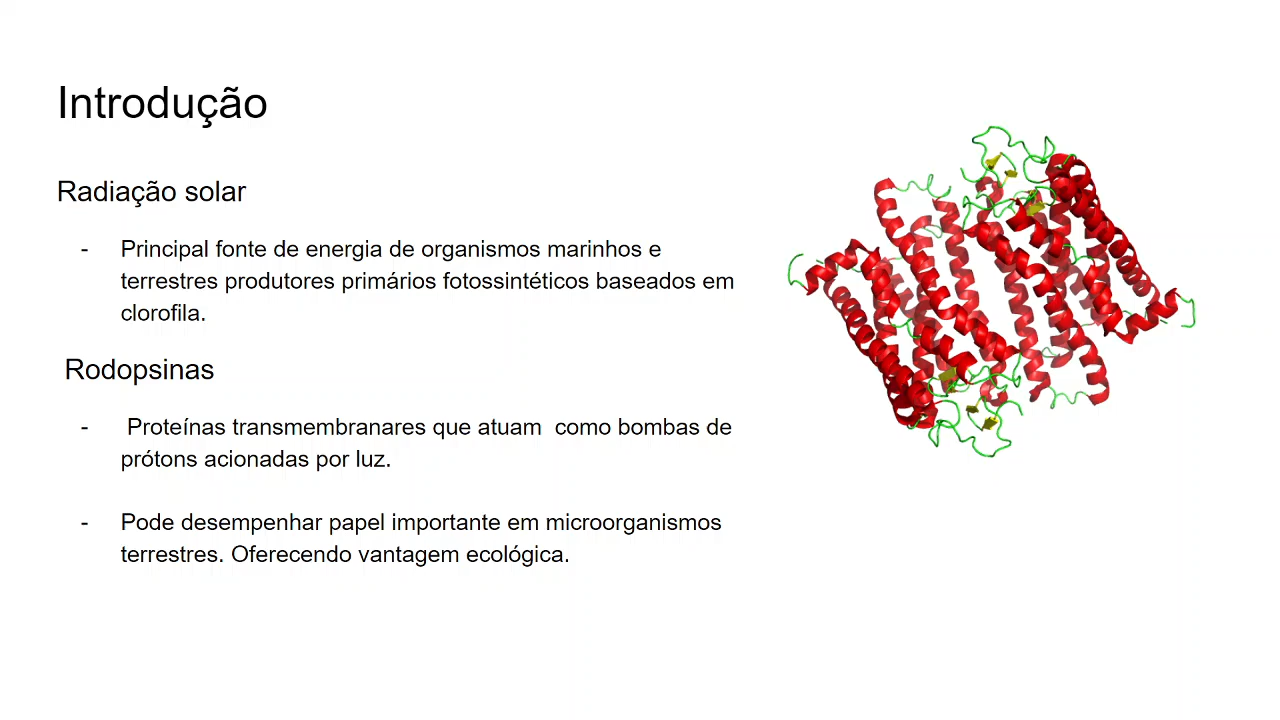 Introdução
Radiação solar
- Principal fonte de energia de organismos marinhos e
terrestres produtores primários fotossintéticos baseados em
clorofila.
Rodopsinas
- Proteínas transmembranares que atuam  como bombas de
prótons acionadas por luz.
- Pode desempenhar papel importante em microorganismos
terrestres. Oferecendo vantagem ecológica.